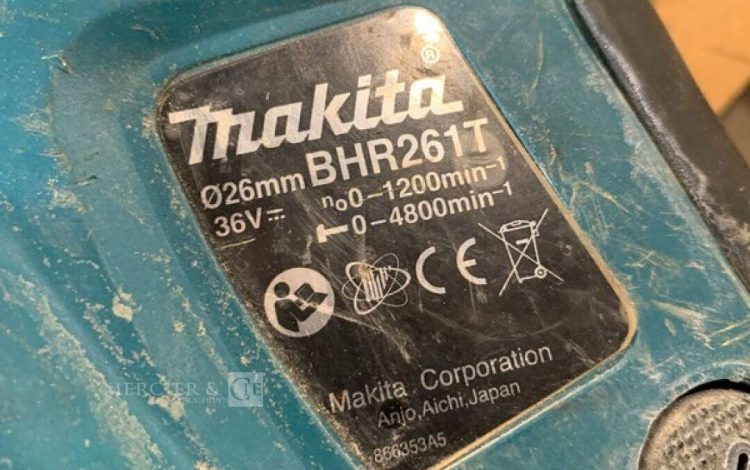 Makita®
Ø26mm BHR261T
36V⎓ n₀0–1200min⁻¹
0–4800min⁻¹
CE
Makita Corporation
Anjo,Aichi,Japan
866353A5
MERCIER & CIE